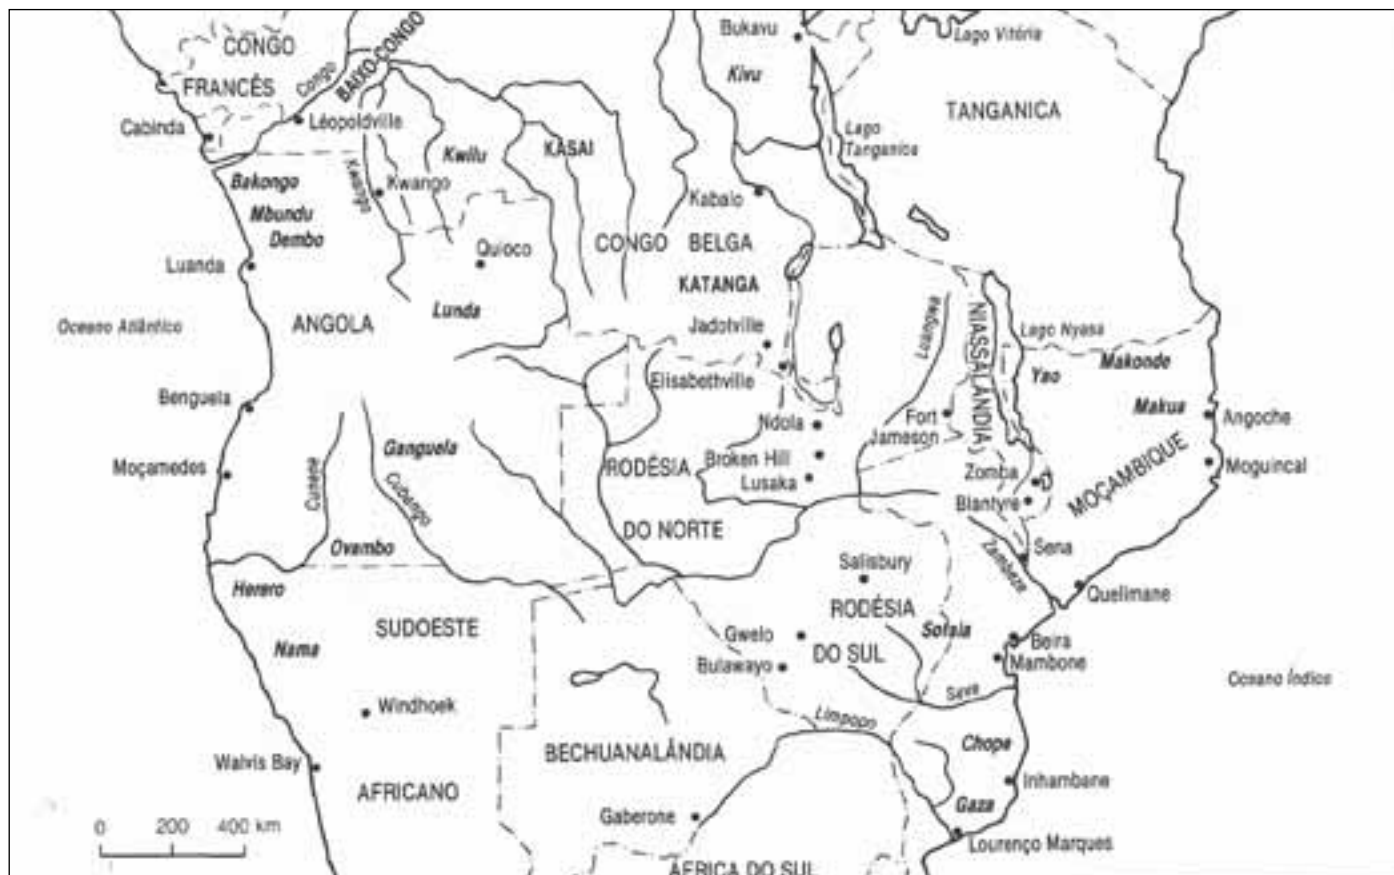 CONGO
FRANCÊS
Congo
BAIXO-CONGO
Bukavu
Kivu
Lago Vitória
TANGANICA
Cabinda
Léopoldville
Lago
Tanganica
Kwilu
KASAI
Bakongo
Kwango
Kwango
Kabalo
Mbundu
Dembo
Luanda
Quioco
CONGO BELGA
KATANGA
Lunda
Oceano Atlântico
ANGOLA
Jadotville
Luangwa
NIASSALÂNDIA
Lago Nyasa
Elisabethville
Yao
Makonde
Makua
Angoche
Benguela
Ndola
Fort
Jameson
Ganguela
Moçamedes
Cunene
Cubango
RODÉSIA
Broken Hill
Lusaka
Zomba
Blantyre
MOÇAMBIQUE
Moguincal
DO NORTE
Ovambo
Zambeze
Sena
Herero
Salisbury
Quelimane
RODÉSIA
SUDOESTE
Nama
Gwelo
Sofala
Beira
Bulawayo
DO SUL
Mambone
Save
Oceano Índico
Windhoek
Limpopo
BECHUANALÂNDIA
Chope
Walvis Bay
AFRICANO
Inhambane
Gaza
Gaberone
Lourenço Marques
0 200 400 km
ÁFRICA DO SUL